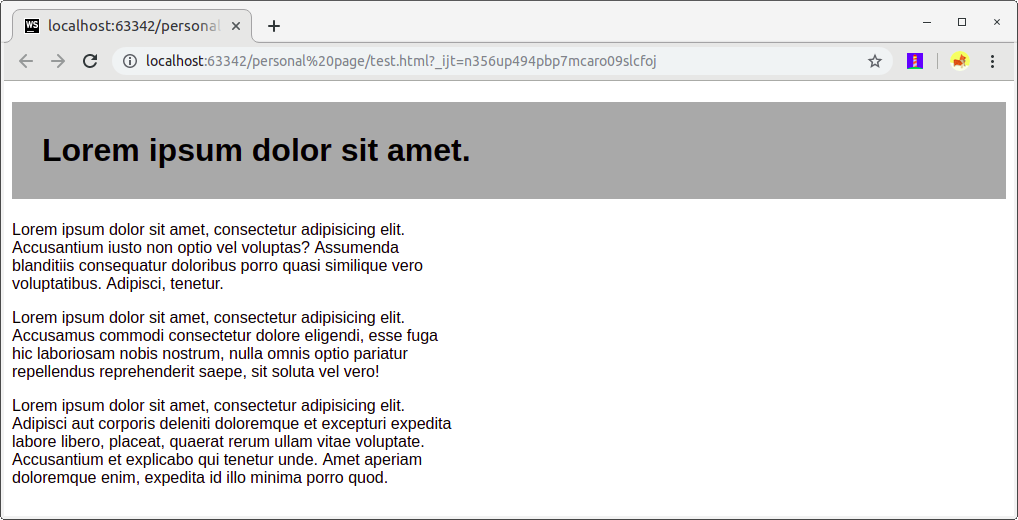 WS localhost:63342/personal
localhost:63342/personal%20page/test.html?_ijt=n356up494pbp7mcaro09slcfoj
Lorem ipsum dolor sit amet.
Lorem ipsum dolor sit amet, consectetur adipisicing elit.
Accusantium iusto non optio vel voluptas? Assumenda
blanditiis consequatur doloribus porro quasi similique vero
voluptatibus. Adipisci, tenetur.
Lorem ipsum dolor sit amet, consectetur adipisicing elit.
Accusamus commodi consectetur dolore eligendi, esse fuga
hic laboriosam nobis nostrum, nulla omnis optio pariatur
repellendus reprehenderit saepe, sit soluta vel vero!
Lorem ipsum dolor sit amet, consectetur adipisicing elit.
Adipisci aut corporis deleniti doloremque et excepturi expedita
labore libero, placeat, quaerat rerum ullam vitae voluptate.
Accusantium et explicabo qui tenetur unde. Amet aperiam
doloremque enim, expedita id illo minima porro quod.